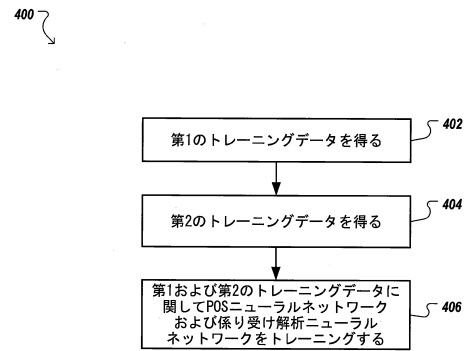 400
402
第1のトレーニングデータを得る
404
第2のトレーニングデータを得る
第1および第2のトレーニングデータに
関してPOSニューラルネットワーク
および係り受け解析ニューラル
ネットワークをトレーニングする
406